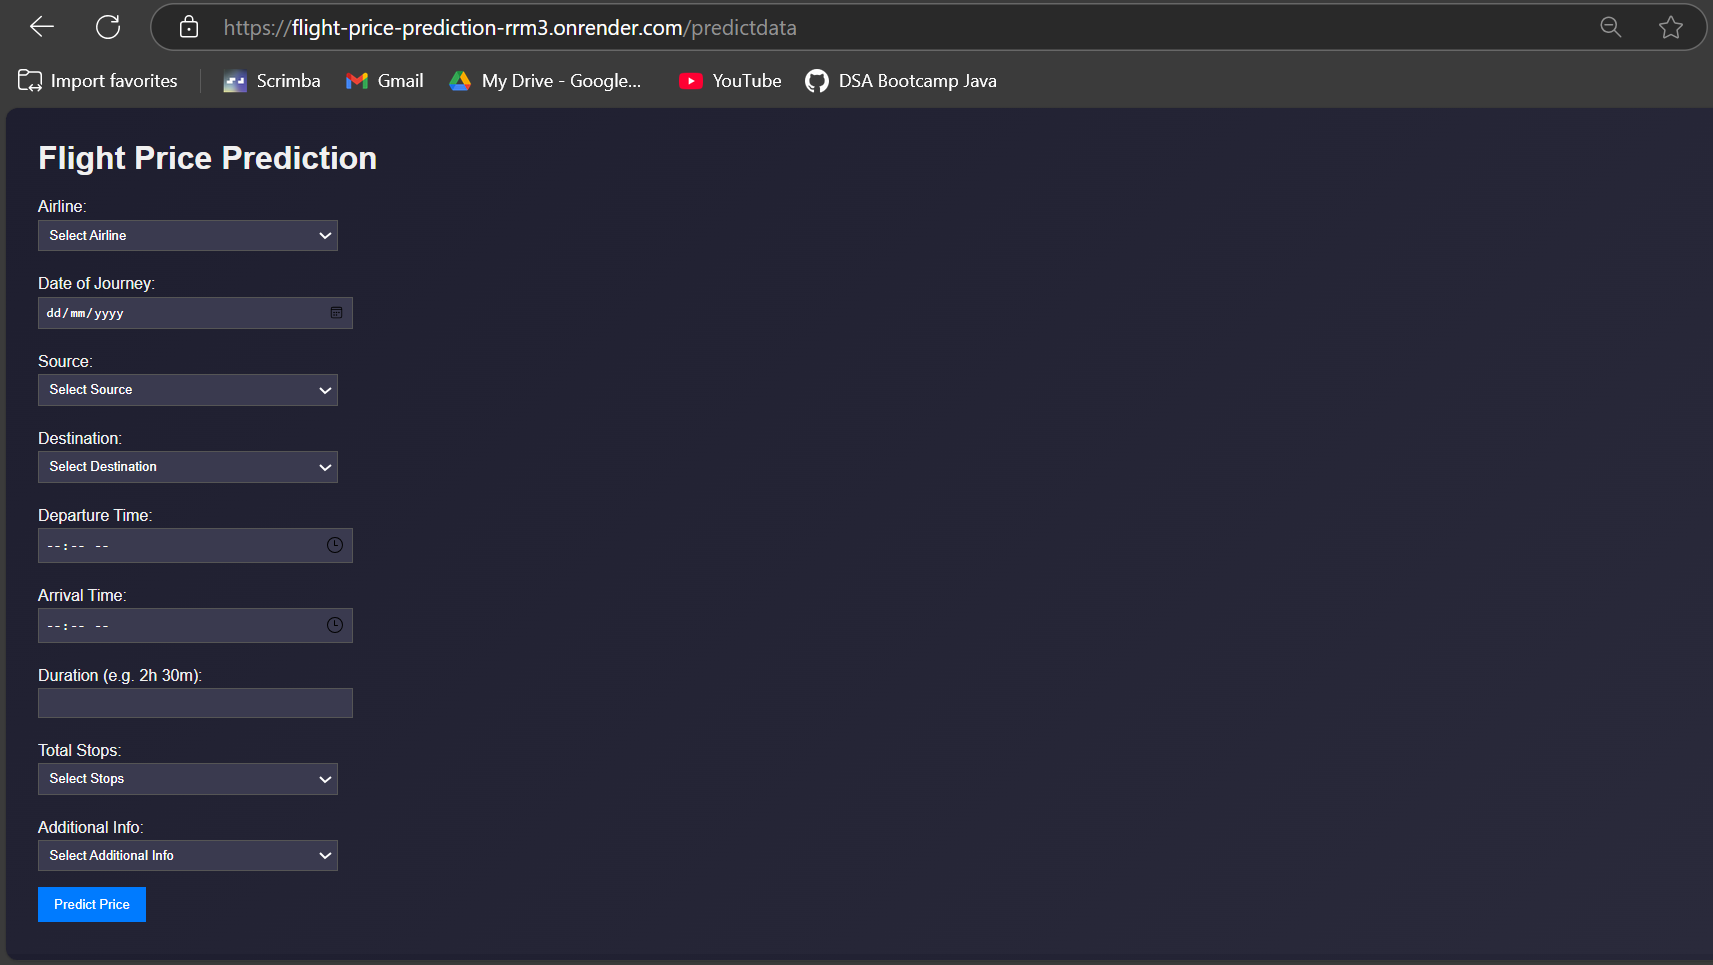 https://flight-price-prediction-rrm3.onrender.com/predictdata
Import favorites Scrimba Gmail My Drive - Google... YouTube DSA Bootcamp Java
Flight Price Prediction
Airline:
Select Airline
Date of Journey:
dd/mm/yyyy
Source:
Select Source
Destination:
Select Destination
Departure Time:
--:-- --
Arrival Time:
--:-- --
Duration (e.g. 2h 30m):
Total Stops:
Select Stops
Additional Info:
Select Additional Info
Predict Price